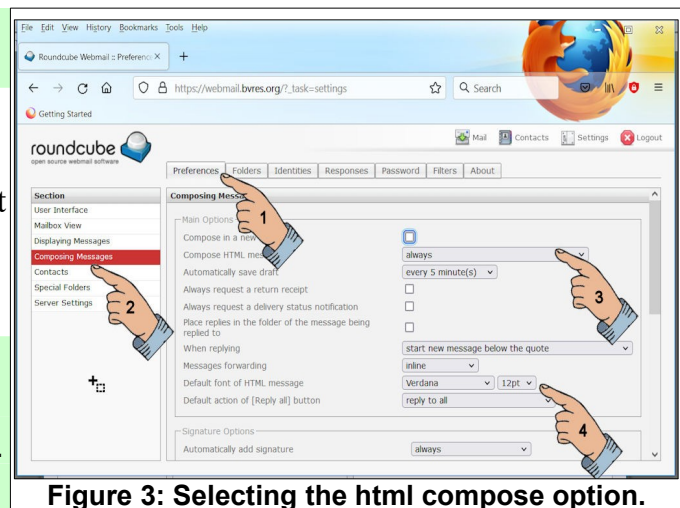 File Edit View History Bookmarks Tools Help
Roundcube Webmail :: Preferenc ×
https://webmail.bvres.org/?_task=settings
Search
Getting Started
roundcube
open source webmail software
Mail Contacts Settings Logout
Preferences Folders Identities Responses Password Filters About
Section
User Interface
Mailbox View
Displaying Messages
Composing Messages
Contacts
Special Folders
Server Settings
Composing
Main Options
Compose in a new
Compose HTML always
Automatically save draft every 5 minute(s)
Always request a return receipt
Always request a delivery status notification
Place replies in the folder of the message being
replied to
When replying start new message below the quote
Messages forwarding inline
Default font of HTML message Verdana 12pt
Default action of [Reply all] button reply to all
Signature Options
Automatically add signature always
1
2
3
4
Figure 3: Selecting the html compose option.